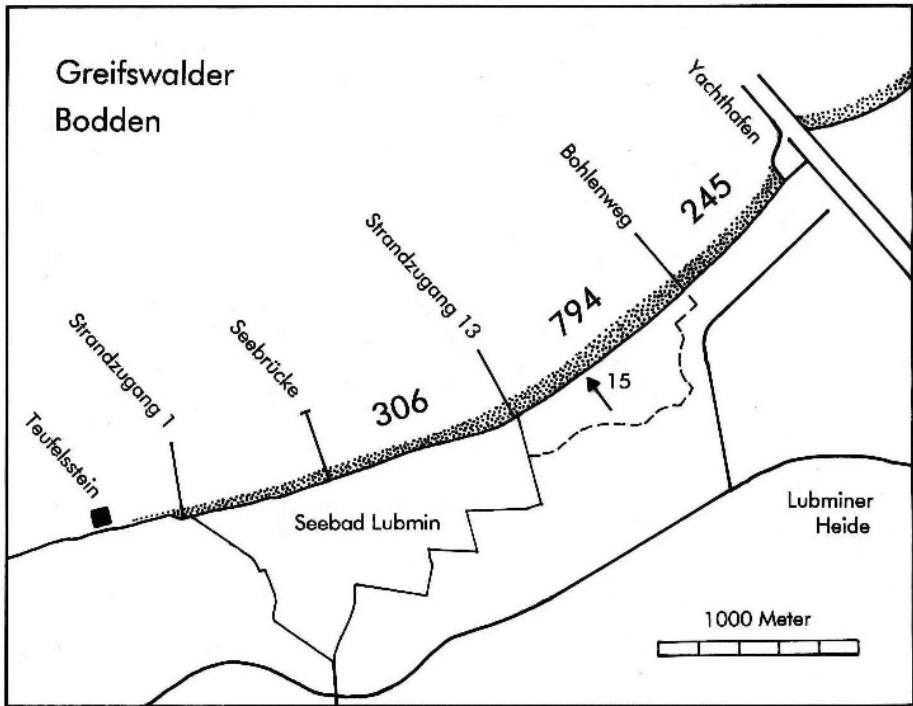 Greifswalder
Bodden
Yachthafen
Bohlenweg
245
Strandzugang 13
794
Strandzugang 1
Seebrücke
306
15
Teufelsstein
Seebad Lubmin
Lubminer
Heide
1000 Meter